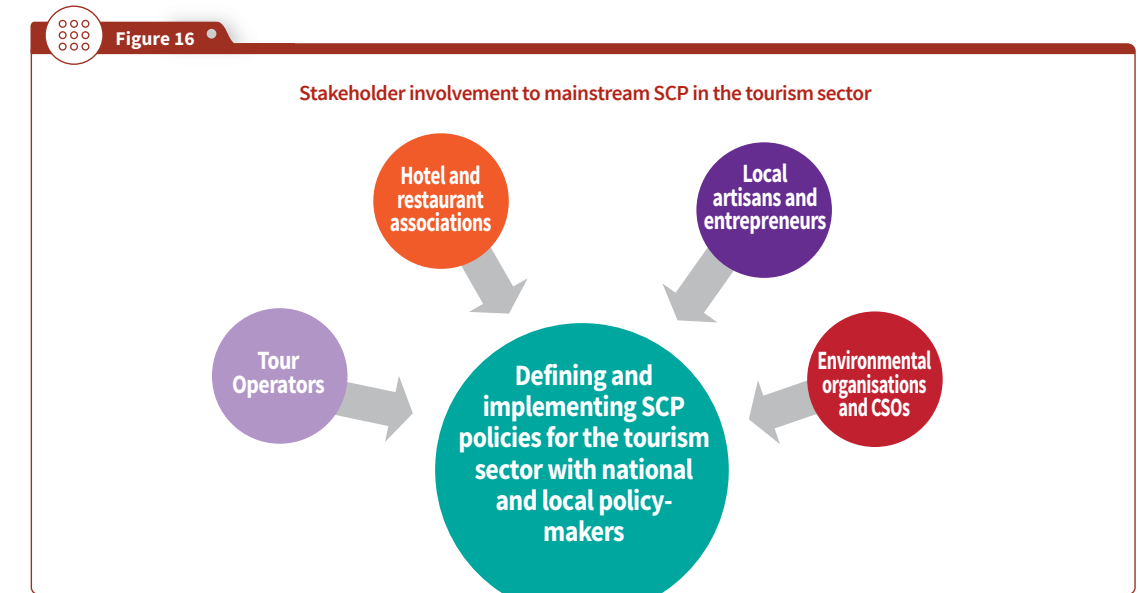 Figure 16
Stakeholder involvement to mainstream SCP in the tourism sector
Hotel and
restaurant
associations
Local
artisans and
entrepreneurs
Tour
Operators
Environmental
organisations
and CSOs
Defining and
implementing SCP
policies for the tourism
sector with national
and local policy-
makers